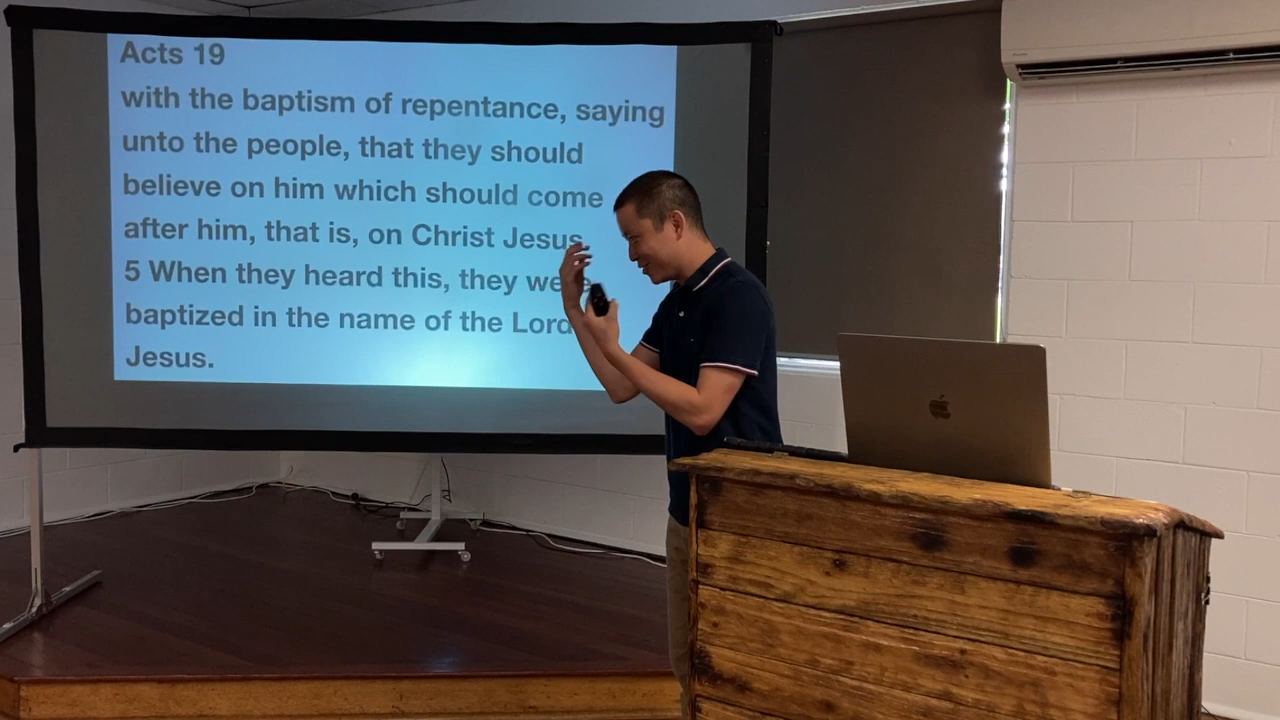 Acts 19
with the baptism of repentance, saying
unto the people, that they should
believe on him which should come
after him, that is, on Christ Jesus
5 When they heard this, they we
baptized in the name of the Lord
Jesus.